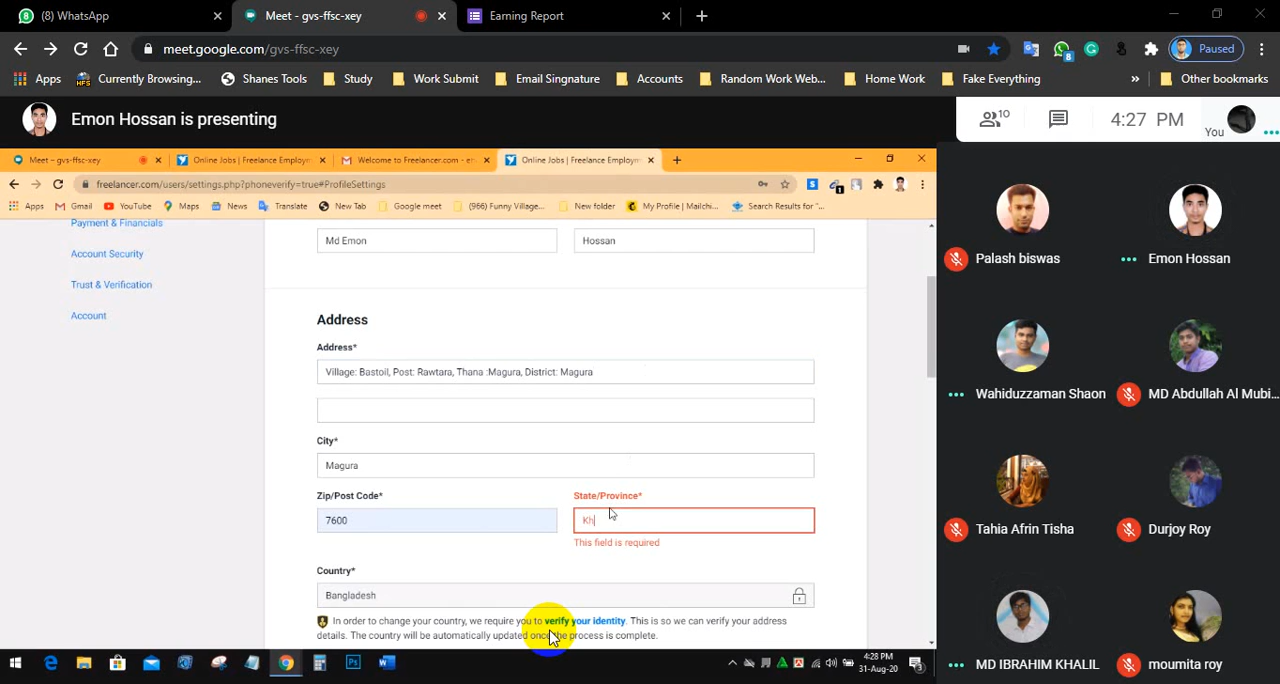 (8) WhatsApp
Meet - gvs-ffsc-xey
Earning Report
meet.google.com/gvs-ffsc-xey
8
Paused
Apps
Currently Browsing...
Shanes Tools
Study
Work Submit
Email Singnature
Accounts
Random Work Web...
Home Work
Fake Everything
»
Other bookmarks
Emon Hossan is presenting
10
4:27 PM
You
Meet – gvs-ffsc-xey
Online Jobs | Freelance Employm
Welcome to Freelancer.com - eh
Online Jobs | Freelance Employm
freelancer.com/users/settings.php?phoneverify=true#ProfileSettings
1
Apps
Gmail
YouTube
Maps
News
Translate
New Tab
Google meet
(966) Funny Village...
New folder
My Profile | Mailchi...
Search Results for "...
Payment & Financials
Account Security
Trust & Verification
Account
Md Emon
Hossan
Address
Address*
Village: Bastoil, Post: Rawtara, Thana :Magura, District: Magura
City*
Magura
Zip/Post Code*
State/Province*
7600
Kh
This field is required
Country*
Bangladesh
In order to change your country, we require you to verify your identity. This is so we can verify your address
details. The country will be automatically updated once the process is complete.
Palash biswas
Emon Hossan
Wahiduzzaman Shaon
MD Abdullah Al Mubi...
Tahia Afrin Tisha
Durjoy Roy
MD IBRAHIM KHALIL
moumita roy
4:28 PM
31-Aug-20
3